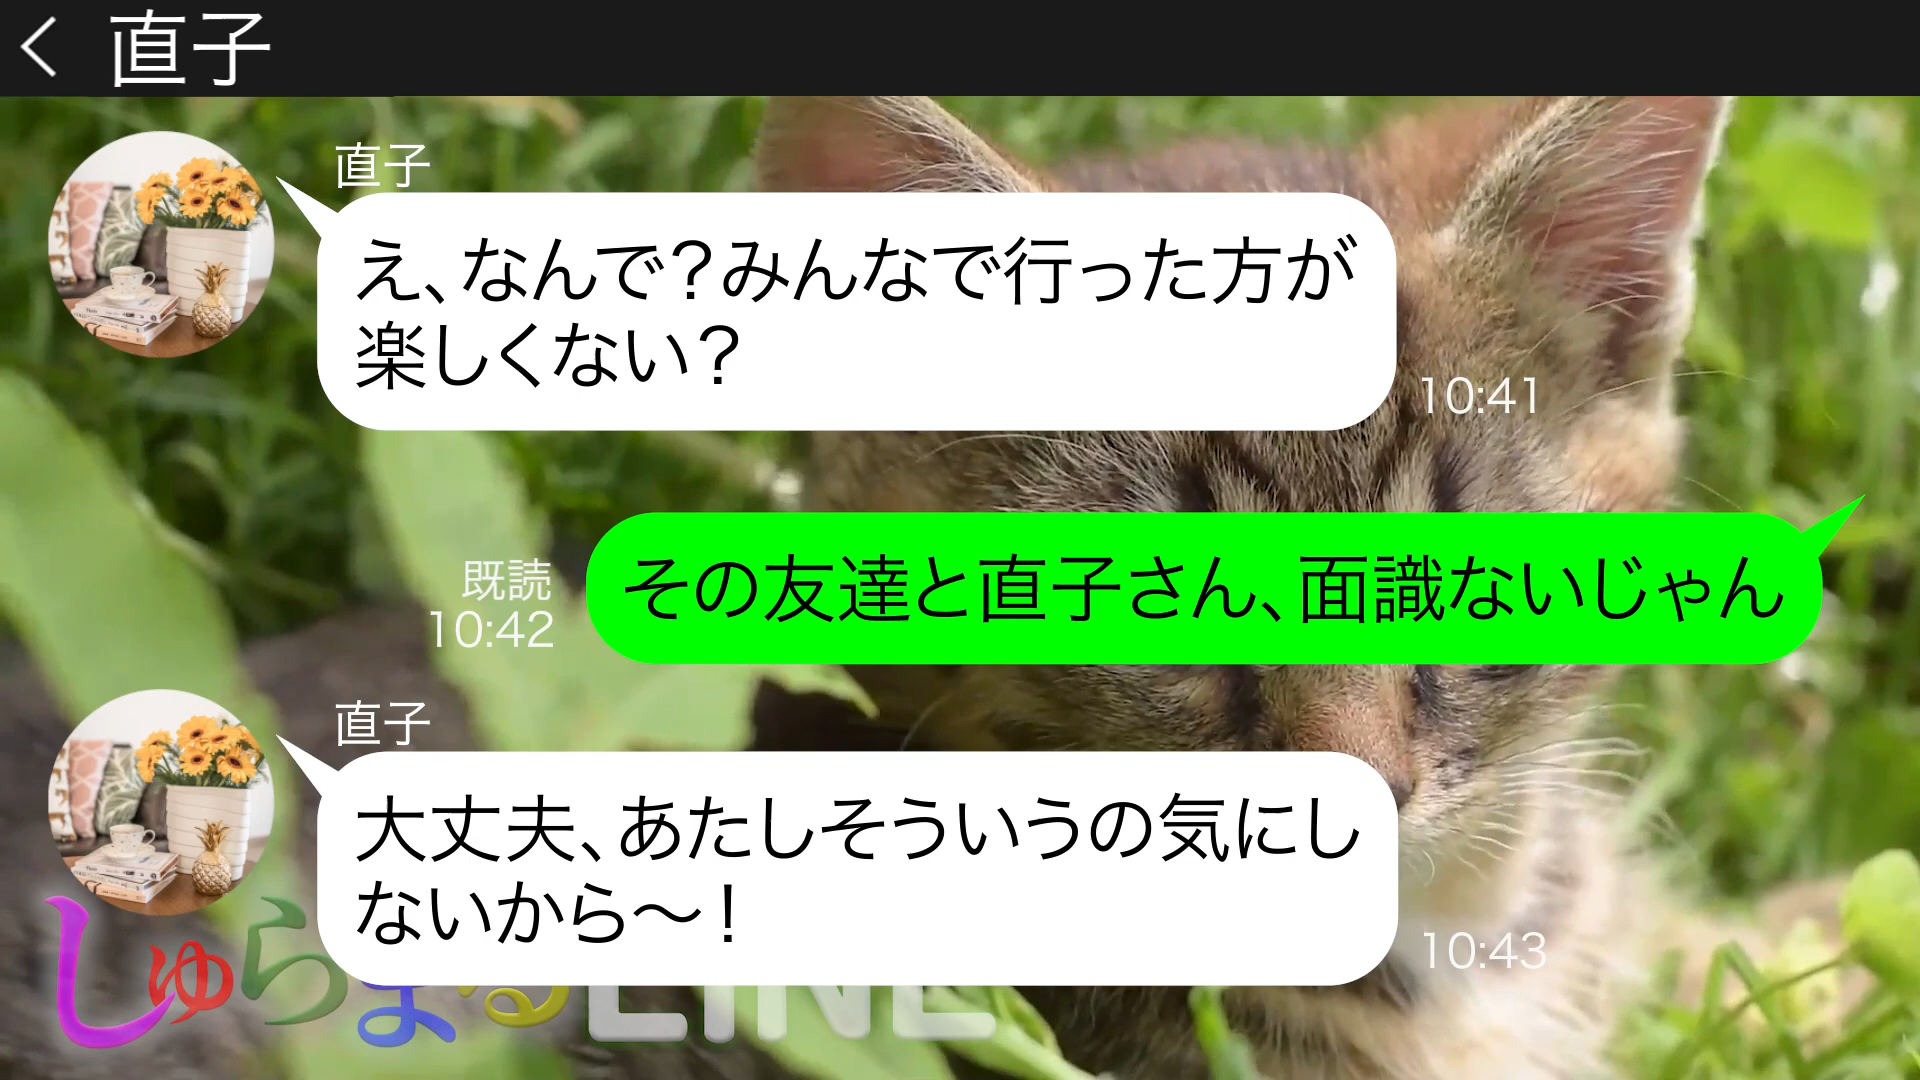 直子
直子
え、なんで？みんなで行った方が
楽しくない？
10:41
その友達と直子さん、面識ないじゃん
既読
10:42
直子
大丈夫、あたしそういうの気にし
ないから～！
10:43
しゅらまるLINE